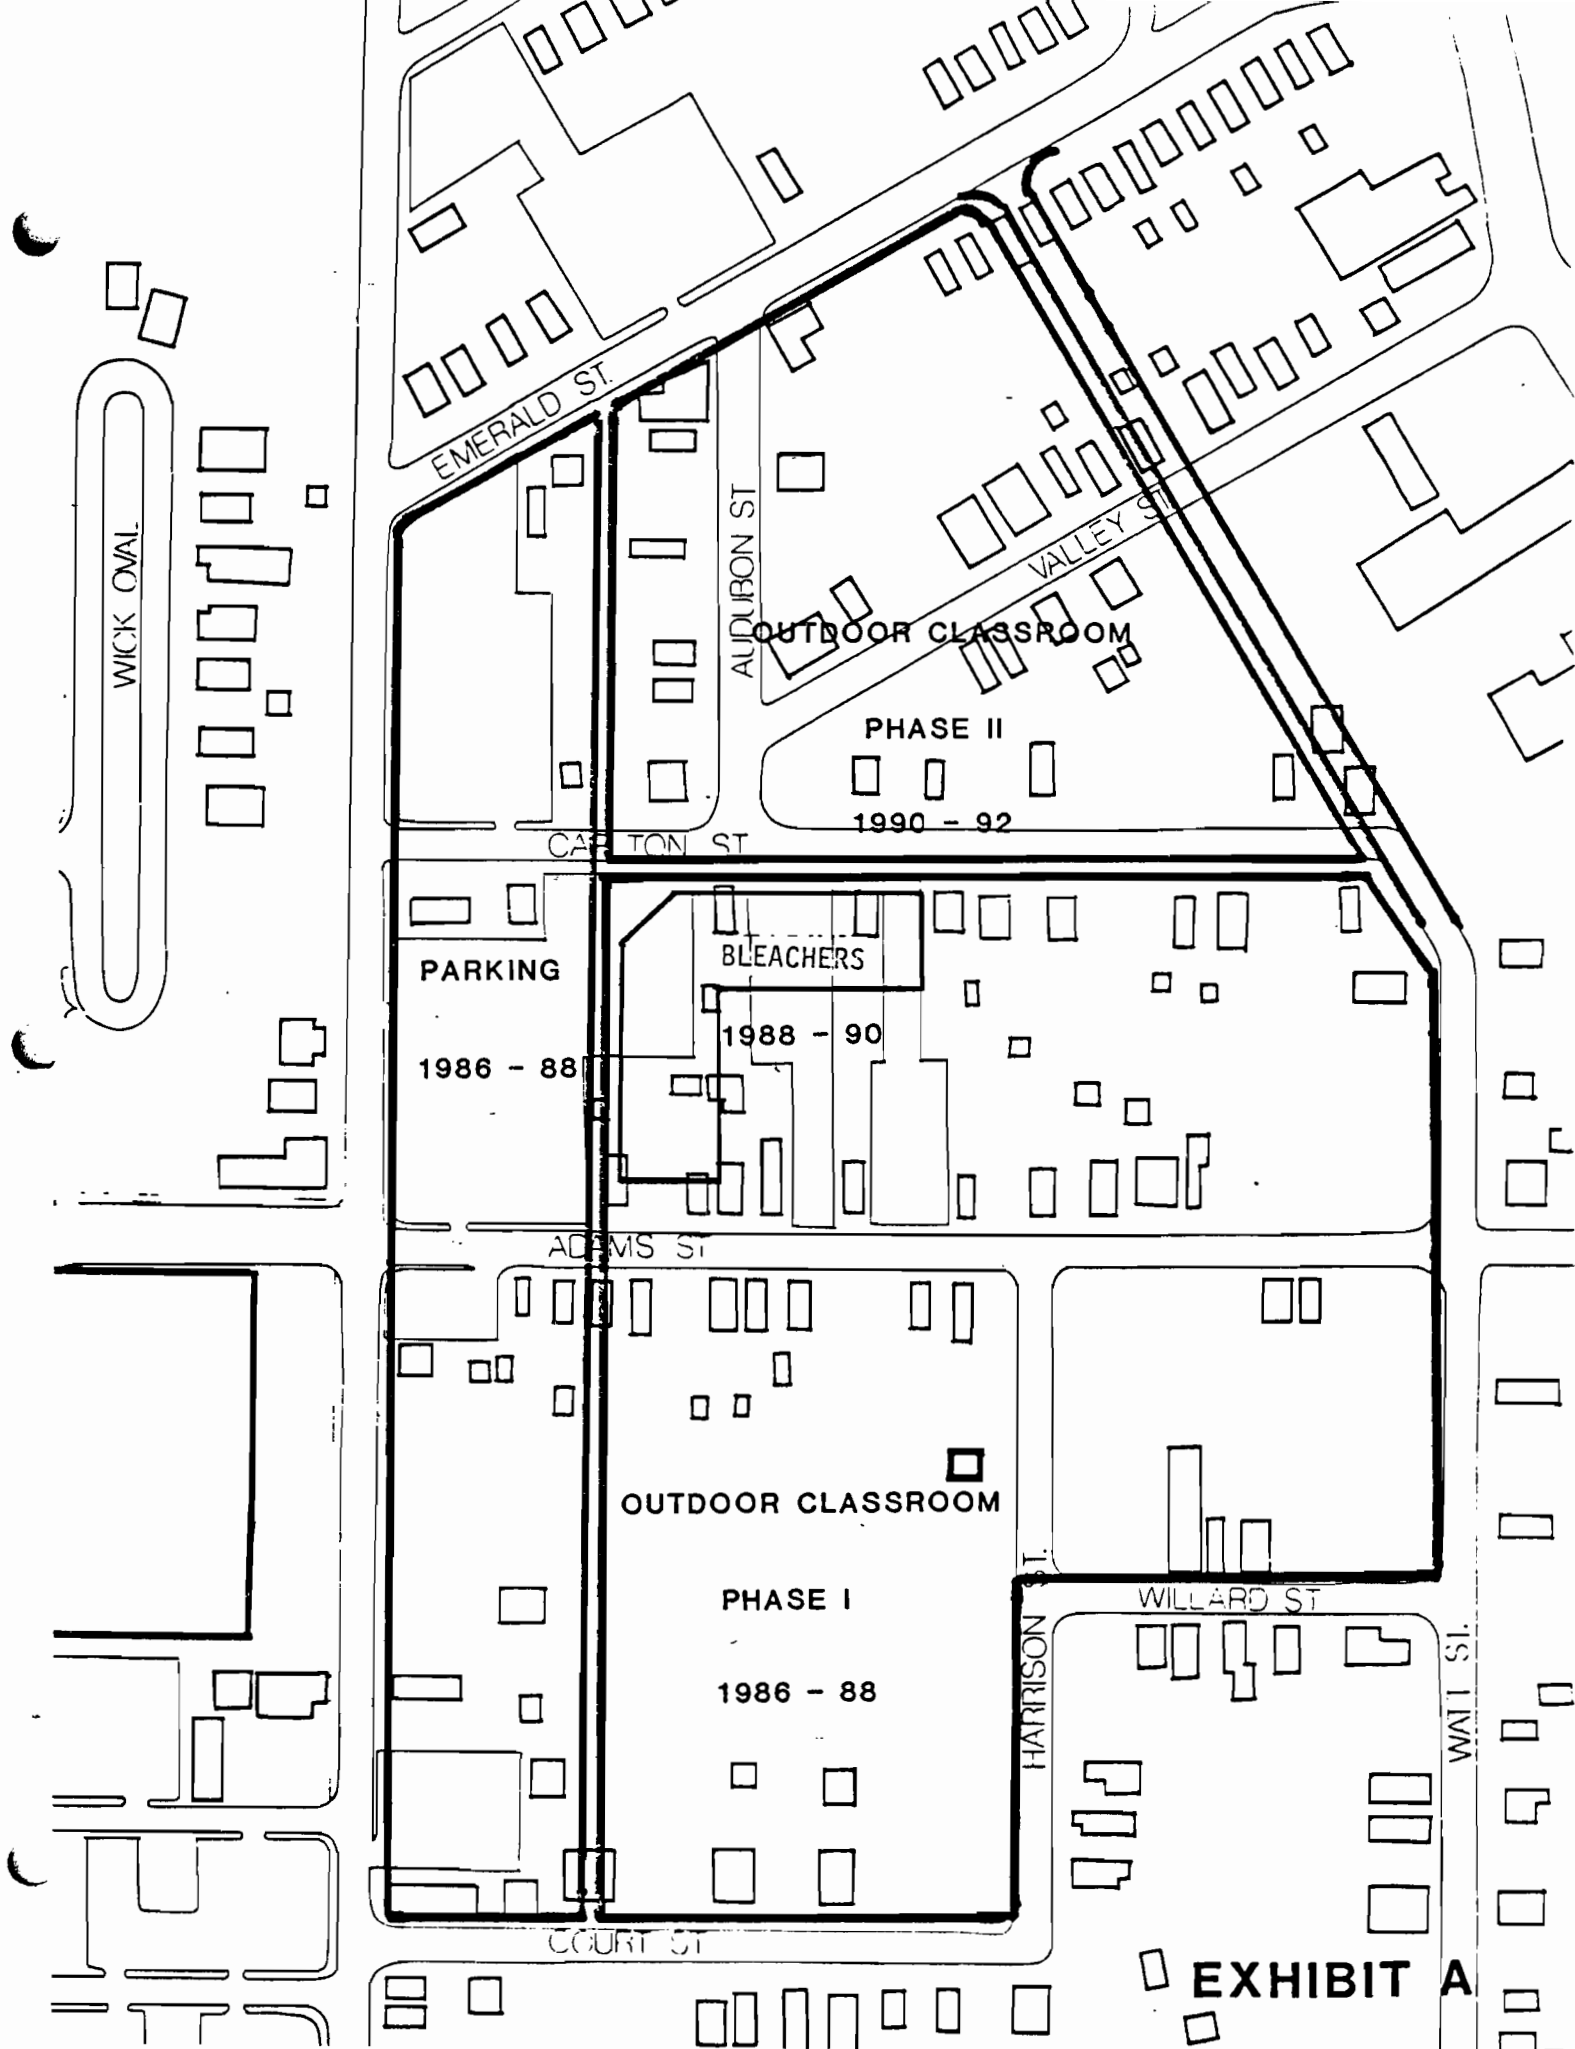 EMERALD ST.
WICK OVAL
AUDUBON ST
VALLEY ST.
OUTDOOR CLASSROOM
PHASE II
1990 - 92
CARLTON ST
PARKING
BLEACHERS
1986 - 88
1988 - 90
ADAMS ST
OUTDOOR CLASSROOM
PHASE I
1986 - 88
HARRISON ST.
WILLARD ST
WATT ST.
COURT ST
EXHIBIT A